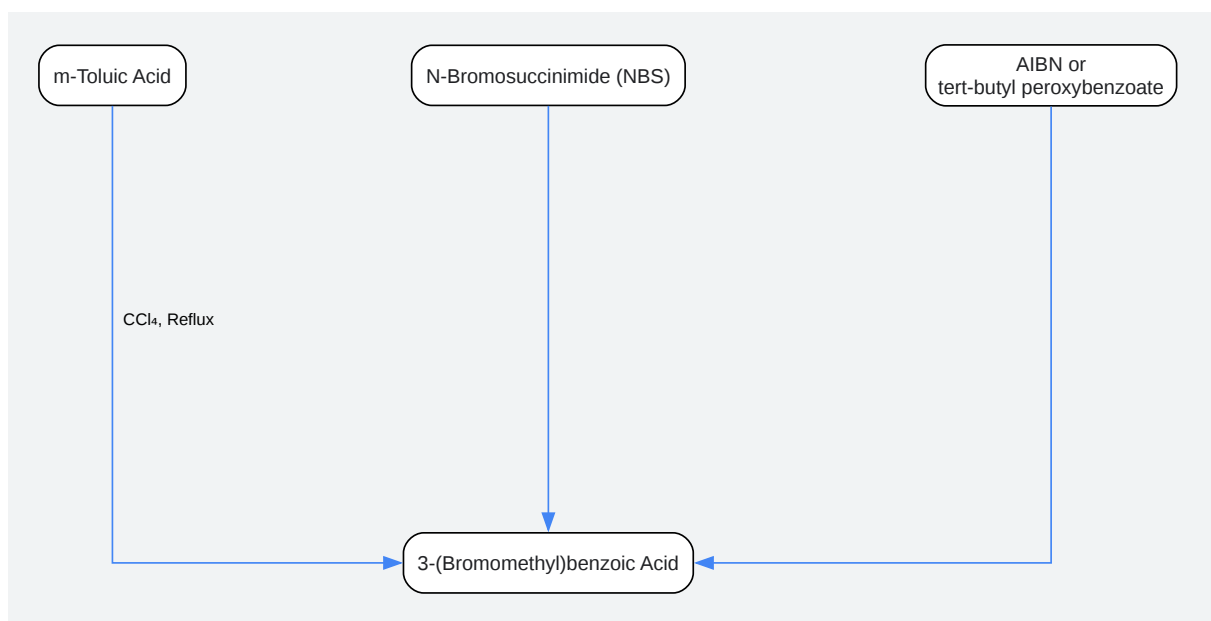 m-Toluic Acid
N-Bromosuccinimide (NBS)
AIBN or
tert-butyl peroxybenzoate
CCl₄, Reflux
3-(Bromomethyl)benzoic Acid